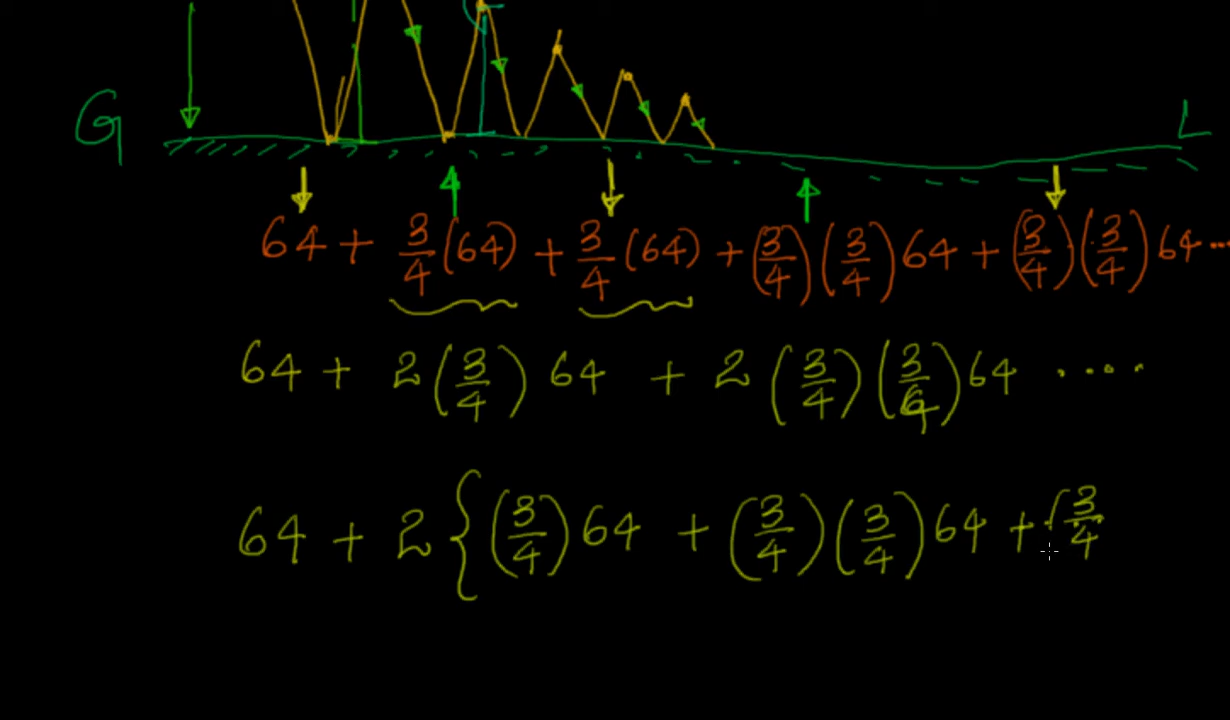 G L
64 + 3/4 (64) + 3/4 (64) + (3/4)(3/4) 64 + (3/4)(3/4) 64 ...
64 + 2 (3/4) 64 + 2 (3/4)(3/4) 64 ....
64 + 2 { (3/4) 64 + (3/4)(3/4) 64 + (3/4